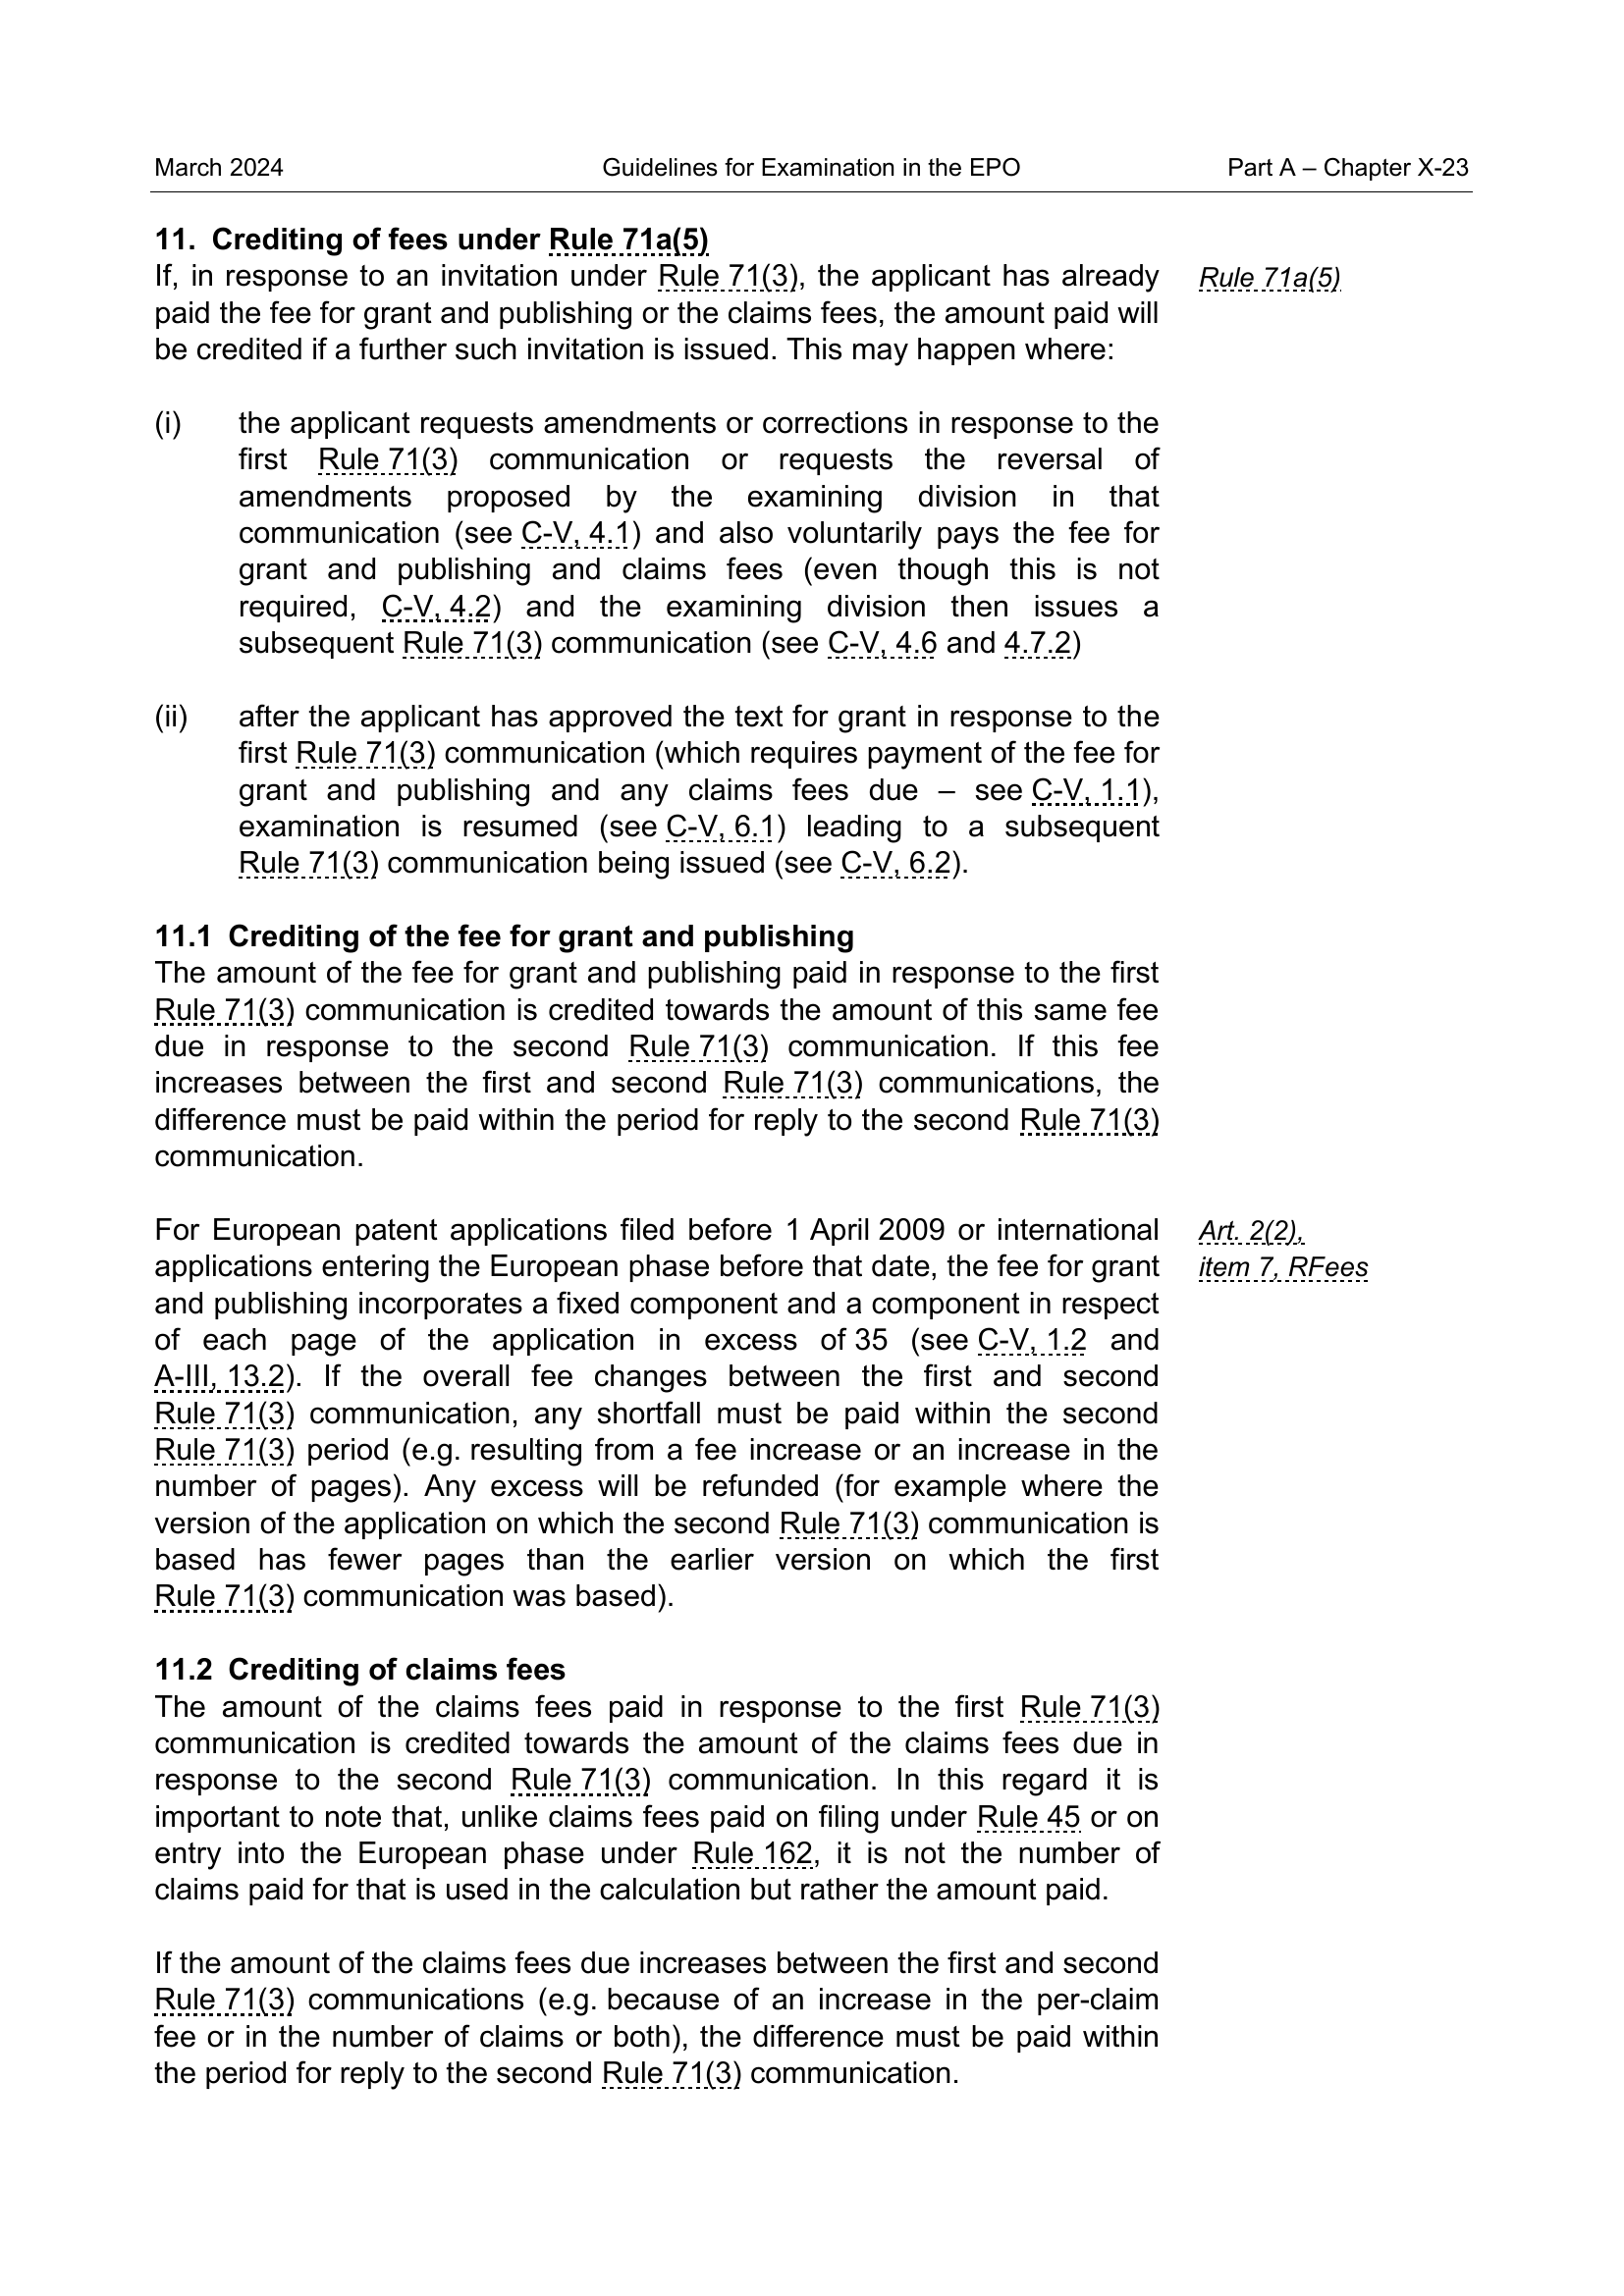 March 2024 Guidelines for Examination in the EPO Part A – Chapter X-23
11. Crediting of fees under Rule 71a(5)
If, in response to an invitation under Rule 71(3), the applicant has already
paid the fee for grant and publishing or the claims fees, the amount paid will
be credited if a further such invitation is issued. This may happen where:
Rule 71a(5)
(i) the applicant requests amendments or corrections in response to the
first Rule 71(3) communication or requests the reversal of
amendments proposed by the examining division in that
communication (see C-V, 4.1) and also voluntarily pays the fee for
grant and publishing and claims fees (even though this is not
required, C-V, 4.2) and the examining division then issues a
subsequent Rule 71(3) communication (see C-V, 4.6 and 4.7.2)
(ii) after the applicant has approved the text for grant in response to the
first Rule 71(3) communication (which requires payment of the fee for
grant and publishing and any claims fees due – see C-V, 1.1),
examination is resumed (see C-V, 6.1) leading to a subsequent
Rule 71(3) communication being issued (see C-V, 6.2).
11.1 Crediting of the fee for grant and publishing
The amount of the fee for grant and publishing paid in response to the first
Rule 71(3) communication is credited towards the amount of this same fee
due in response to the second Rule 71(3) communication. If this fee
increases between the first and second Rule 71(3) communications, the
difference must be paid within the period for reply to the second Rule 71(3)
communication.
For European patent applications filed before 1 April 2009 or international
applications entering the European phase before that date, the fee for grant
and publishing incorporates a fixed component and a component in respect
of each page of the application in excess of 35 (see C-V, 1.2 and
A-III, 13.2). If the overall fee changes between the first and second
Rule 71(3) communication, any shortfall must be paid within the second
Rule 71(3) period (e.g. resulting from a fee increase or an increase in the
number of pages). Any excess will be refunded (for example where the
version of the application on which the second Rule 71(3) communication is
based has fewer pages than the earlier version on which the first
Rule 71(3) communication was based).
Art. 2(2),
item 7, RFees
11.2 Crediting of claims fees
The amount of the claims fees paid in response to the first Rule 71(3)
communication is credited towards the amount of the claims fees due in
response to the second Rule 71(3) communication. In this regard it is
important to note that, unlike claims fees paid on filing under Rule 45 or on
entry into the European phase under Rule 162, it is not the number of
claims paid for that is used in the calculation but rather the amount paid.
If the amount of the claims fees due increases between the first and second
Rule 71(3) communications (e.g. because of an increase in the per-claim
fee or in the number of claims or both), the difference must be paid within
the period for reply to the second Rule 71(3) communication.